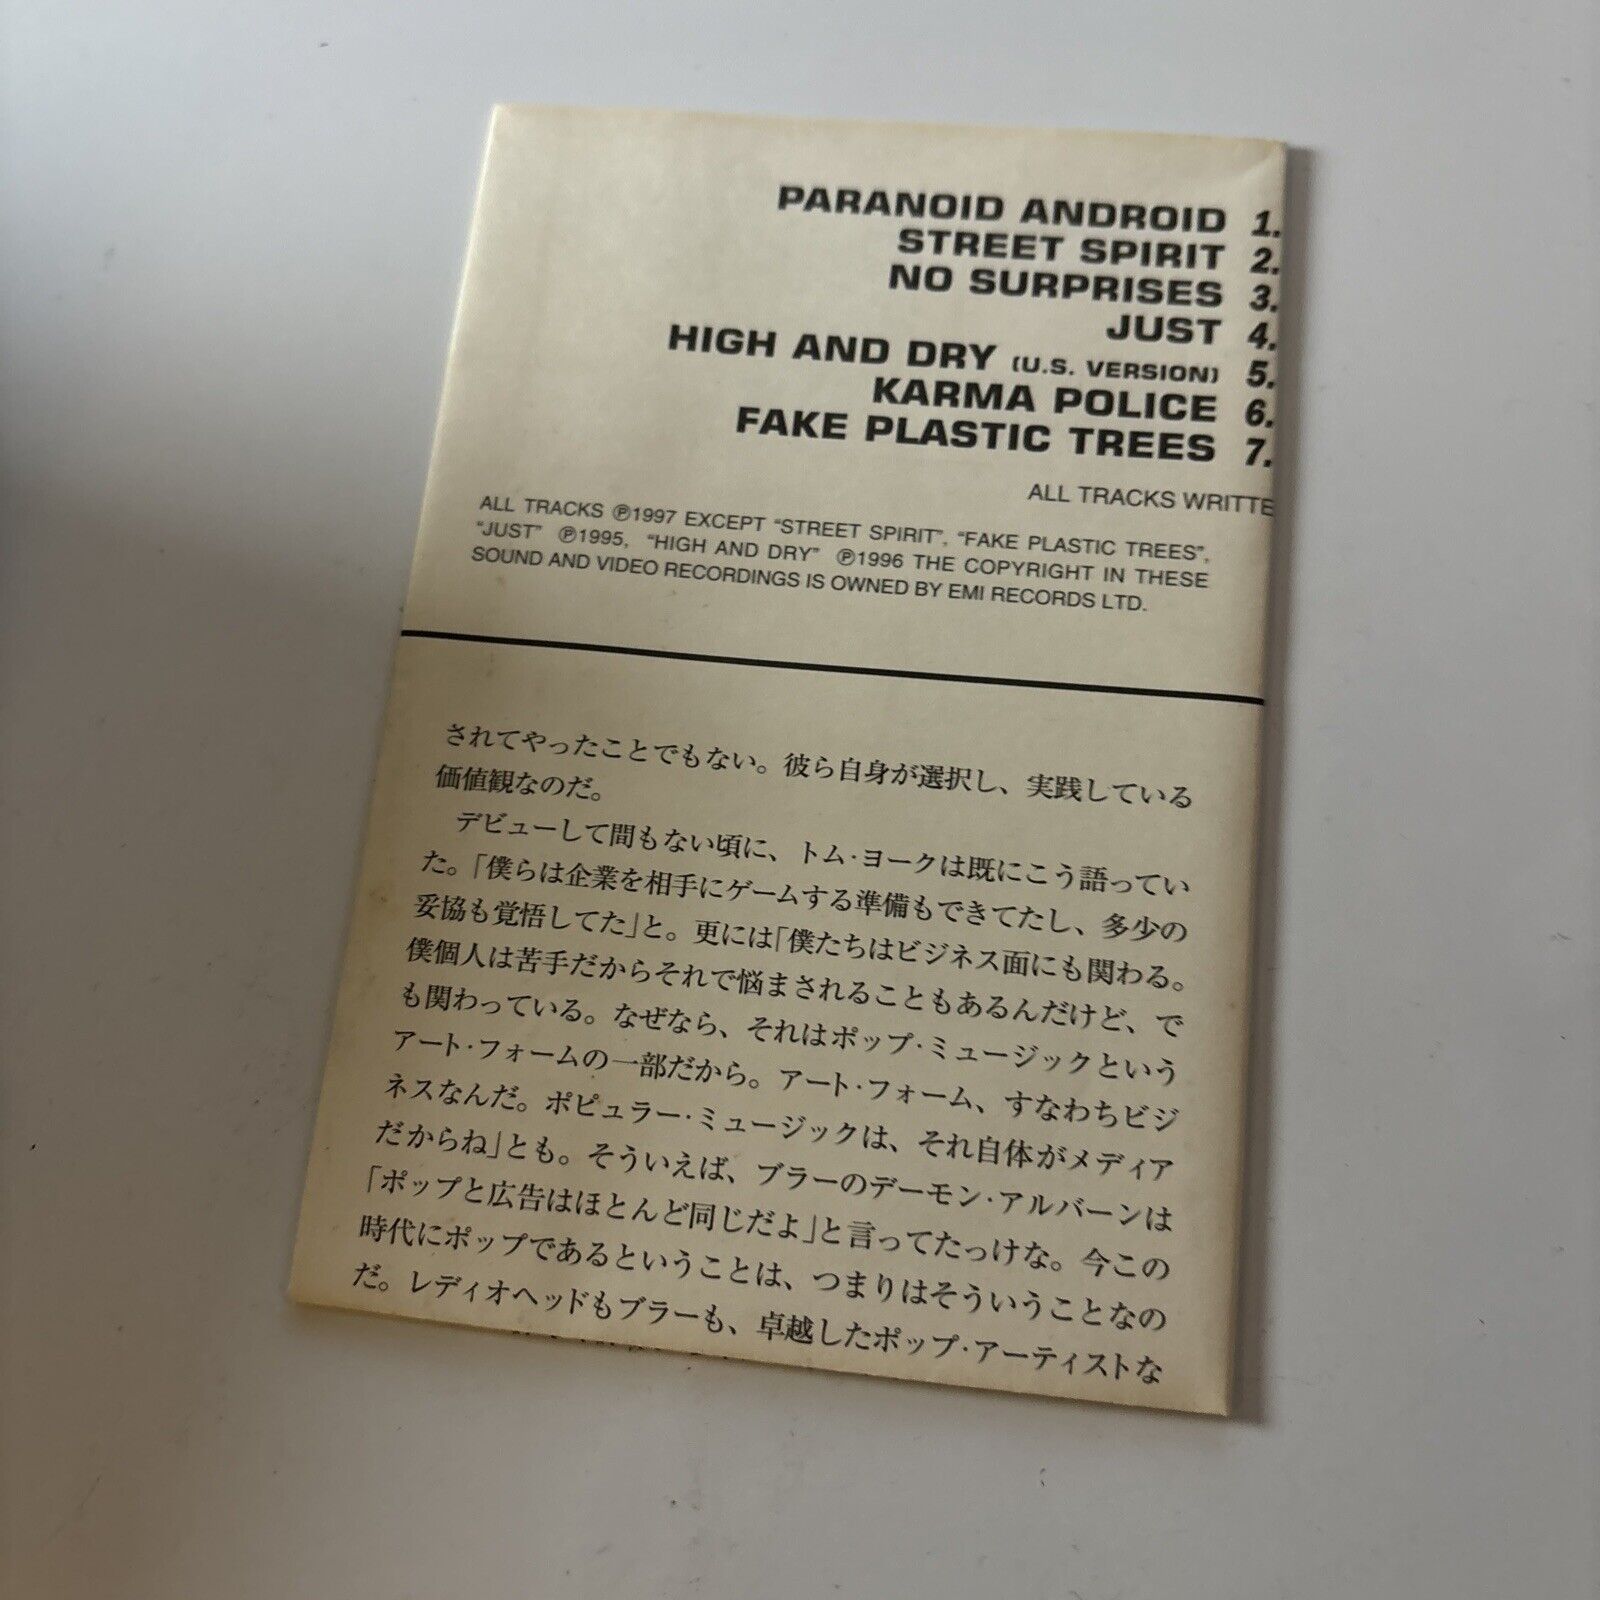 PARANOID ANDROID 1.
STREET SPIRIT 2.
NO SURPRISES 3.
JUST 4.
HIGH AND DRY (U.S. VERSION) 5.
KARMA POLICE 6.
FAKE PLASTIC TREES 7.
ALL TRACKS WRITTE
ALL TRACKS ℗1997 EXCEPT “STREET SPIRIT”, “FAKE PLASTIC TREES”,
“JUST” ℗1995, “HIGH AND DRY” ℗1996 THE COPYRIGHT IN THESE
SOUND AND VIDEO RECORDINGS IS OWNED BY EMI RECORDS LTD.
されてやったことでもない。彼ら自身が選択し、実践している
価値観なのだ。
デビューして間もない頃に、トム・ヨークは既にこう語ってい
た。「僕らは企業を相手にゲームする準備もできてたし、多少の
妥協も覚悟してた」と。更には「僕たちはビジネス面にも関わる。
僕個人は苦手だからそれで悩まされることもあるんだけど、で
も関わっている。なぜなら、それはポップ・ミュージックという
アート・フォームの一部だから。アート・フォーム、すなわちビジ
ネスなんだ。ポピュラー・ミュージックは、それ自体がメディア
だからね」とも。そういえば、ブラーのデーモン・アルバーンは
「ポップと広告はほとんど同じだよ」と言ってたっけな。今この
時代にポップであるということは、つまりはそういうことなの
だ。レディオヘッドもブラーも、卓越したポップ・アーティストな